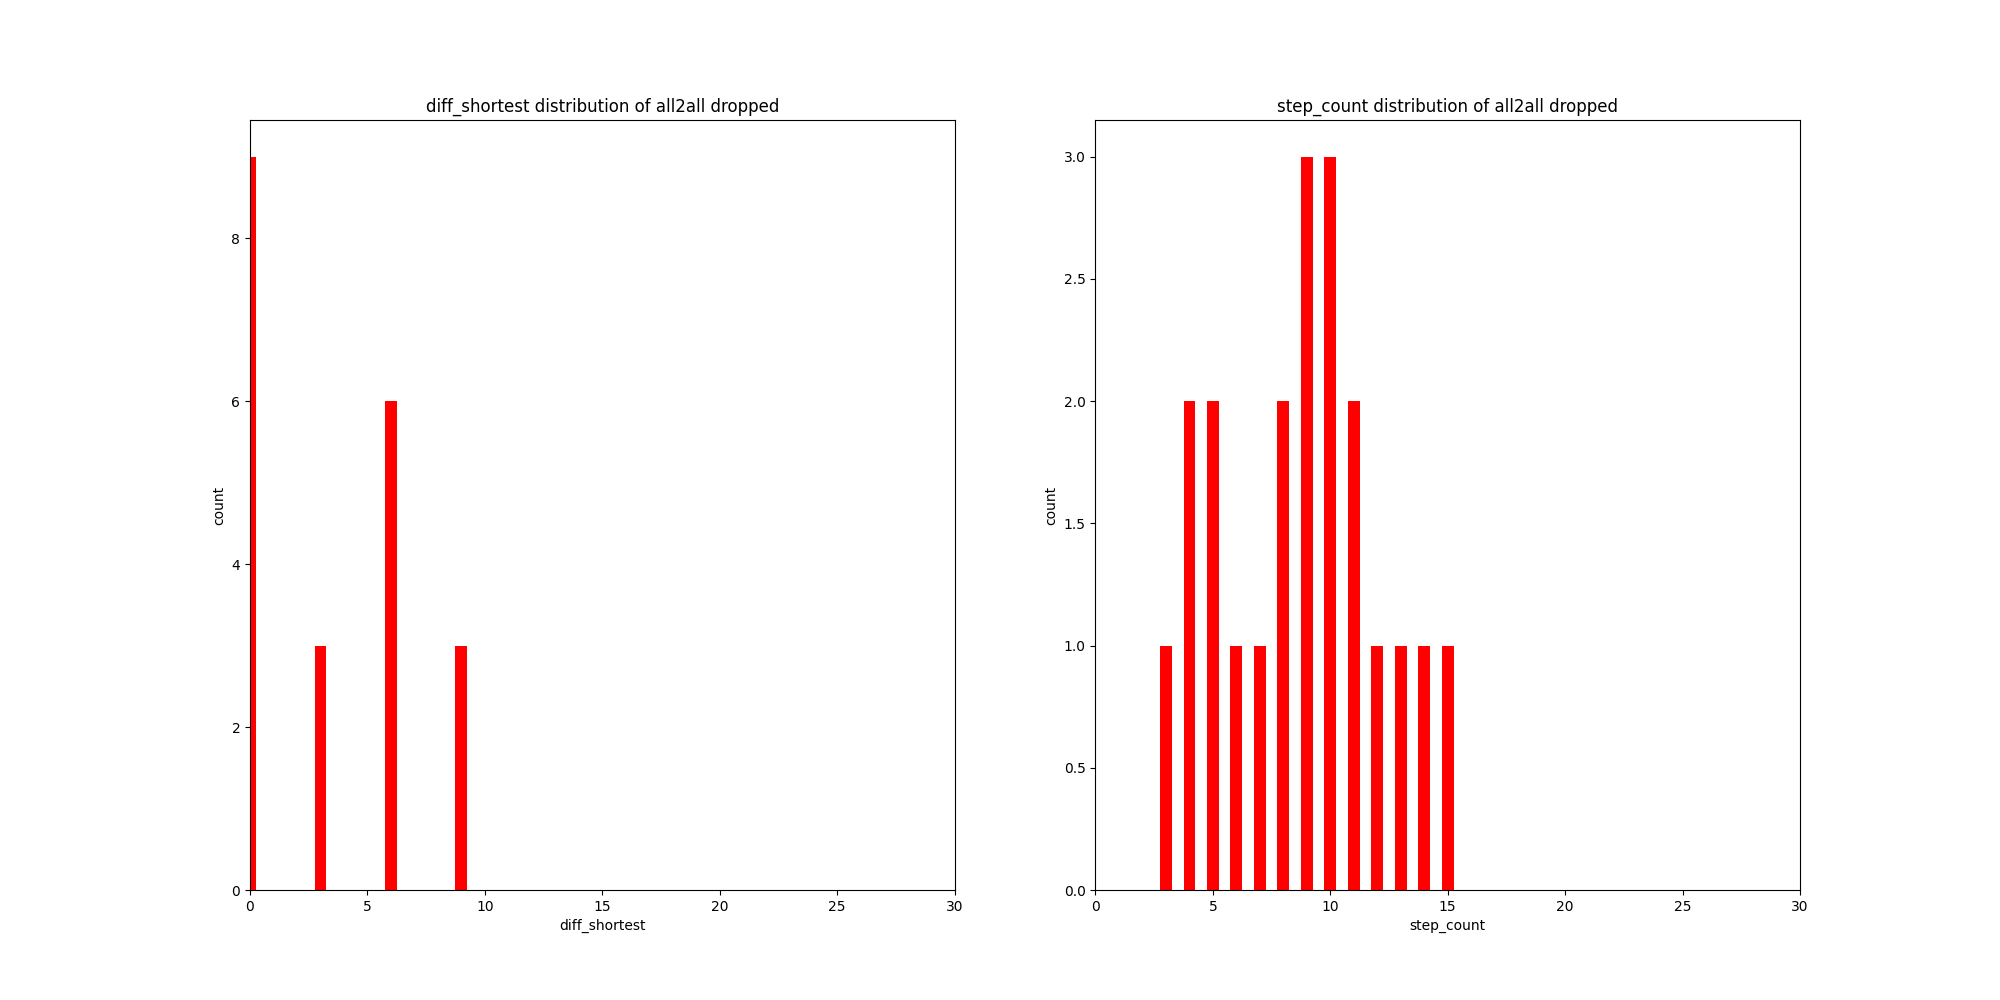 diff_shortest distribution of all2all dropped
count
8
6
4
2
0
0 5 10 15 20 25 30
diff_shortest
step_count distribution of all2all dropped
count
3.0
2.5
2.0
1.5
1.0
0.5
0.0
0 5 10 15 20 25 30
step_count